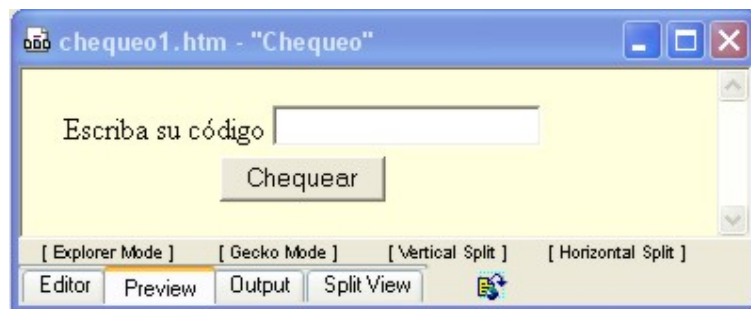 chequeo1.htm - "Chequeo"
Escriba su código
Chequear
[ Explorer Mode ] [ Gecko Mode ] [ Vertical Split ] [ Horizontal Split ]
Editor Preview Output Split View